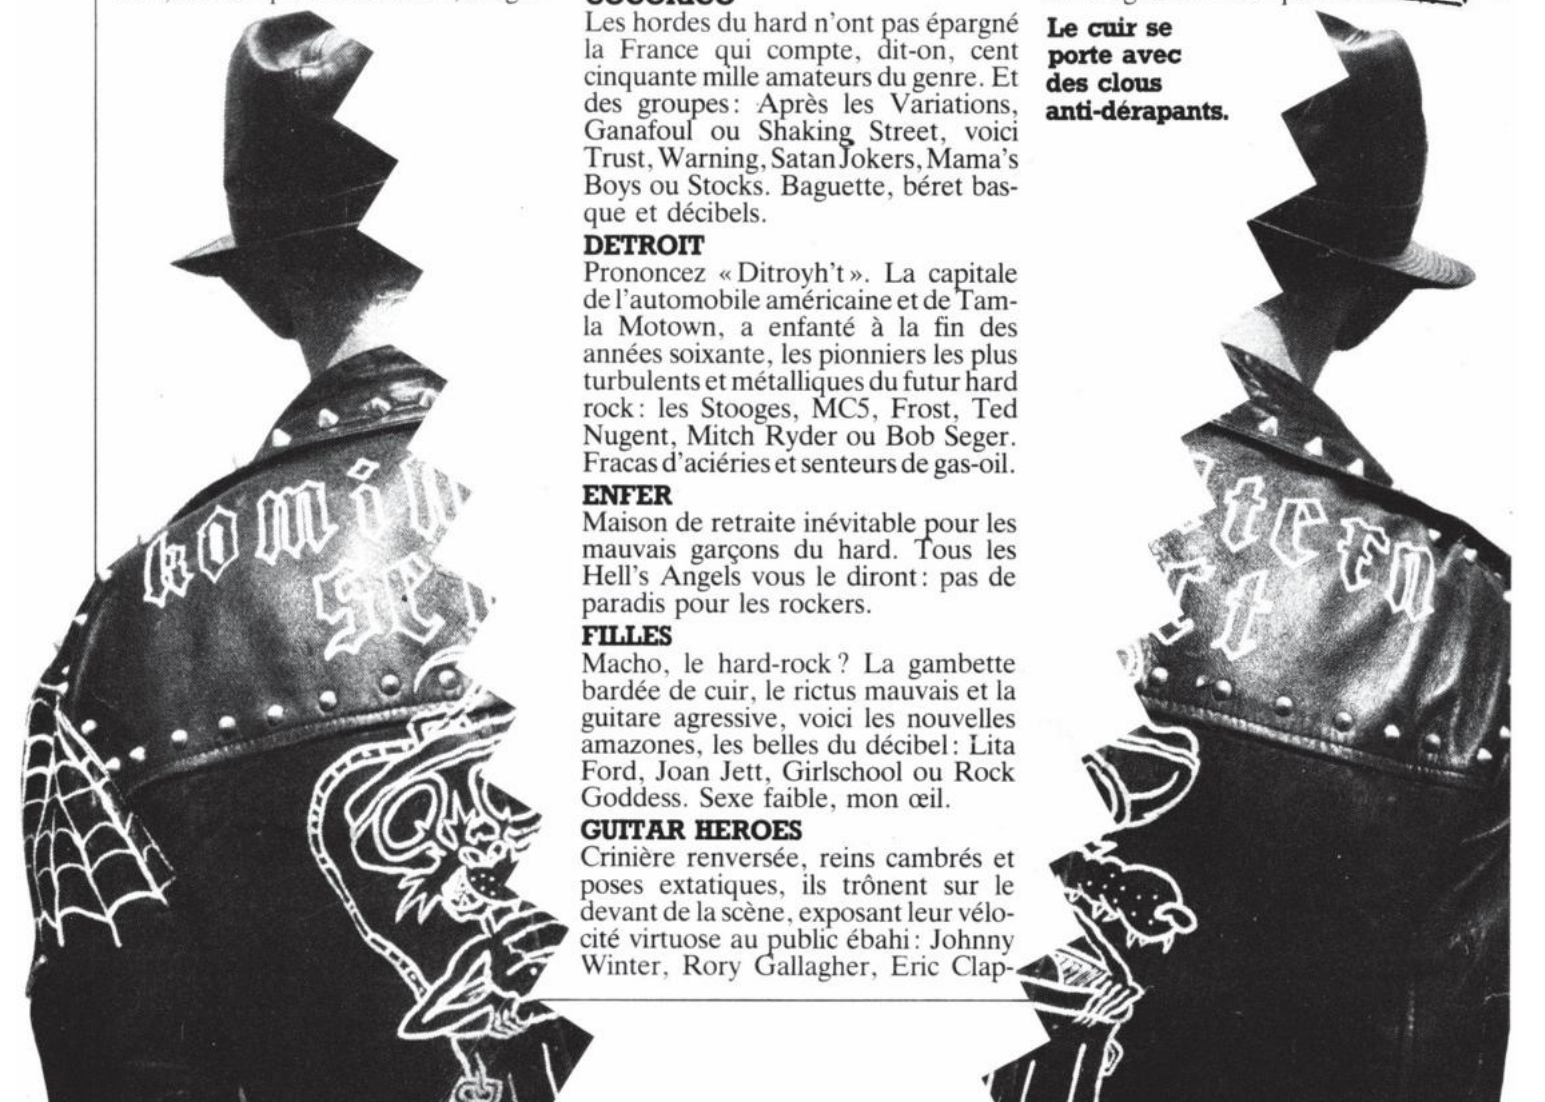 Les hordes du hard n'ont pas épargné
la France qui compte, dit-on, cent
cinquante mille amateurs du genre. Et
des groupes: Après les Variations,
Ganafoul ou Shaking Street, voici
Trust, Warning, Satan Jokers, Mama's
Boys ou Stocks. Baguette, béret bas-
que et décibels.
DETROIT
Prononcez « Ditroyh't ». La capitale
de l'automobile américaine et de Tam-
la Motown, a enfanté à la fin des
années soixante, les pionniers les plus
turbulents et métalliques du futur hard
rock: les Stooges, MC5, Frost, Ted
Nugent, Mitch Ryder ou Bob Seger.
Fracas d'aciéries et senteurs de gas-oil.
ENFER
Maison de retraite inévitable pour les
mauvais garçons du hard. Tous les
Hell's Angels vous le diront: pas de
paradis pour les rockers.
FILLES
Macho, le hard-rock? La gambette
bardée de cuir, le rictus mauvais et la
guitare agressive, voici les nouvelles
amazones, les belles du décibel: Lita
Ford, Joan Jett, Girlschool ou Rock
Goddess. Sexe faible, mon œil.
GUITAR HEROES
Crinière renversée, reins cambrés et
poses extatiques, ils trônent sur le
devant de la scène, exposant leur vélo-
cité virtuose au public ébahi: Johnny
Winter, Rory Gallagher, Eric Clap-
Le cuir se
porte avec
des clous
anti-dérapants.